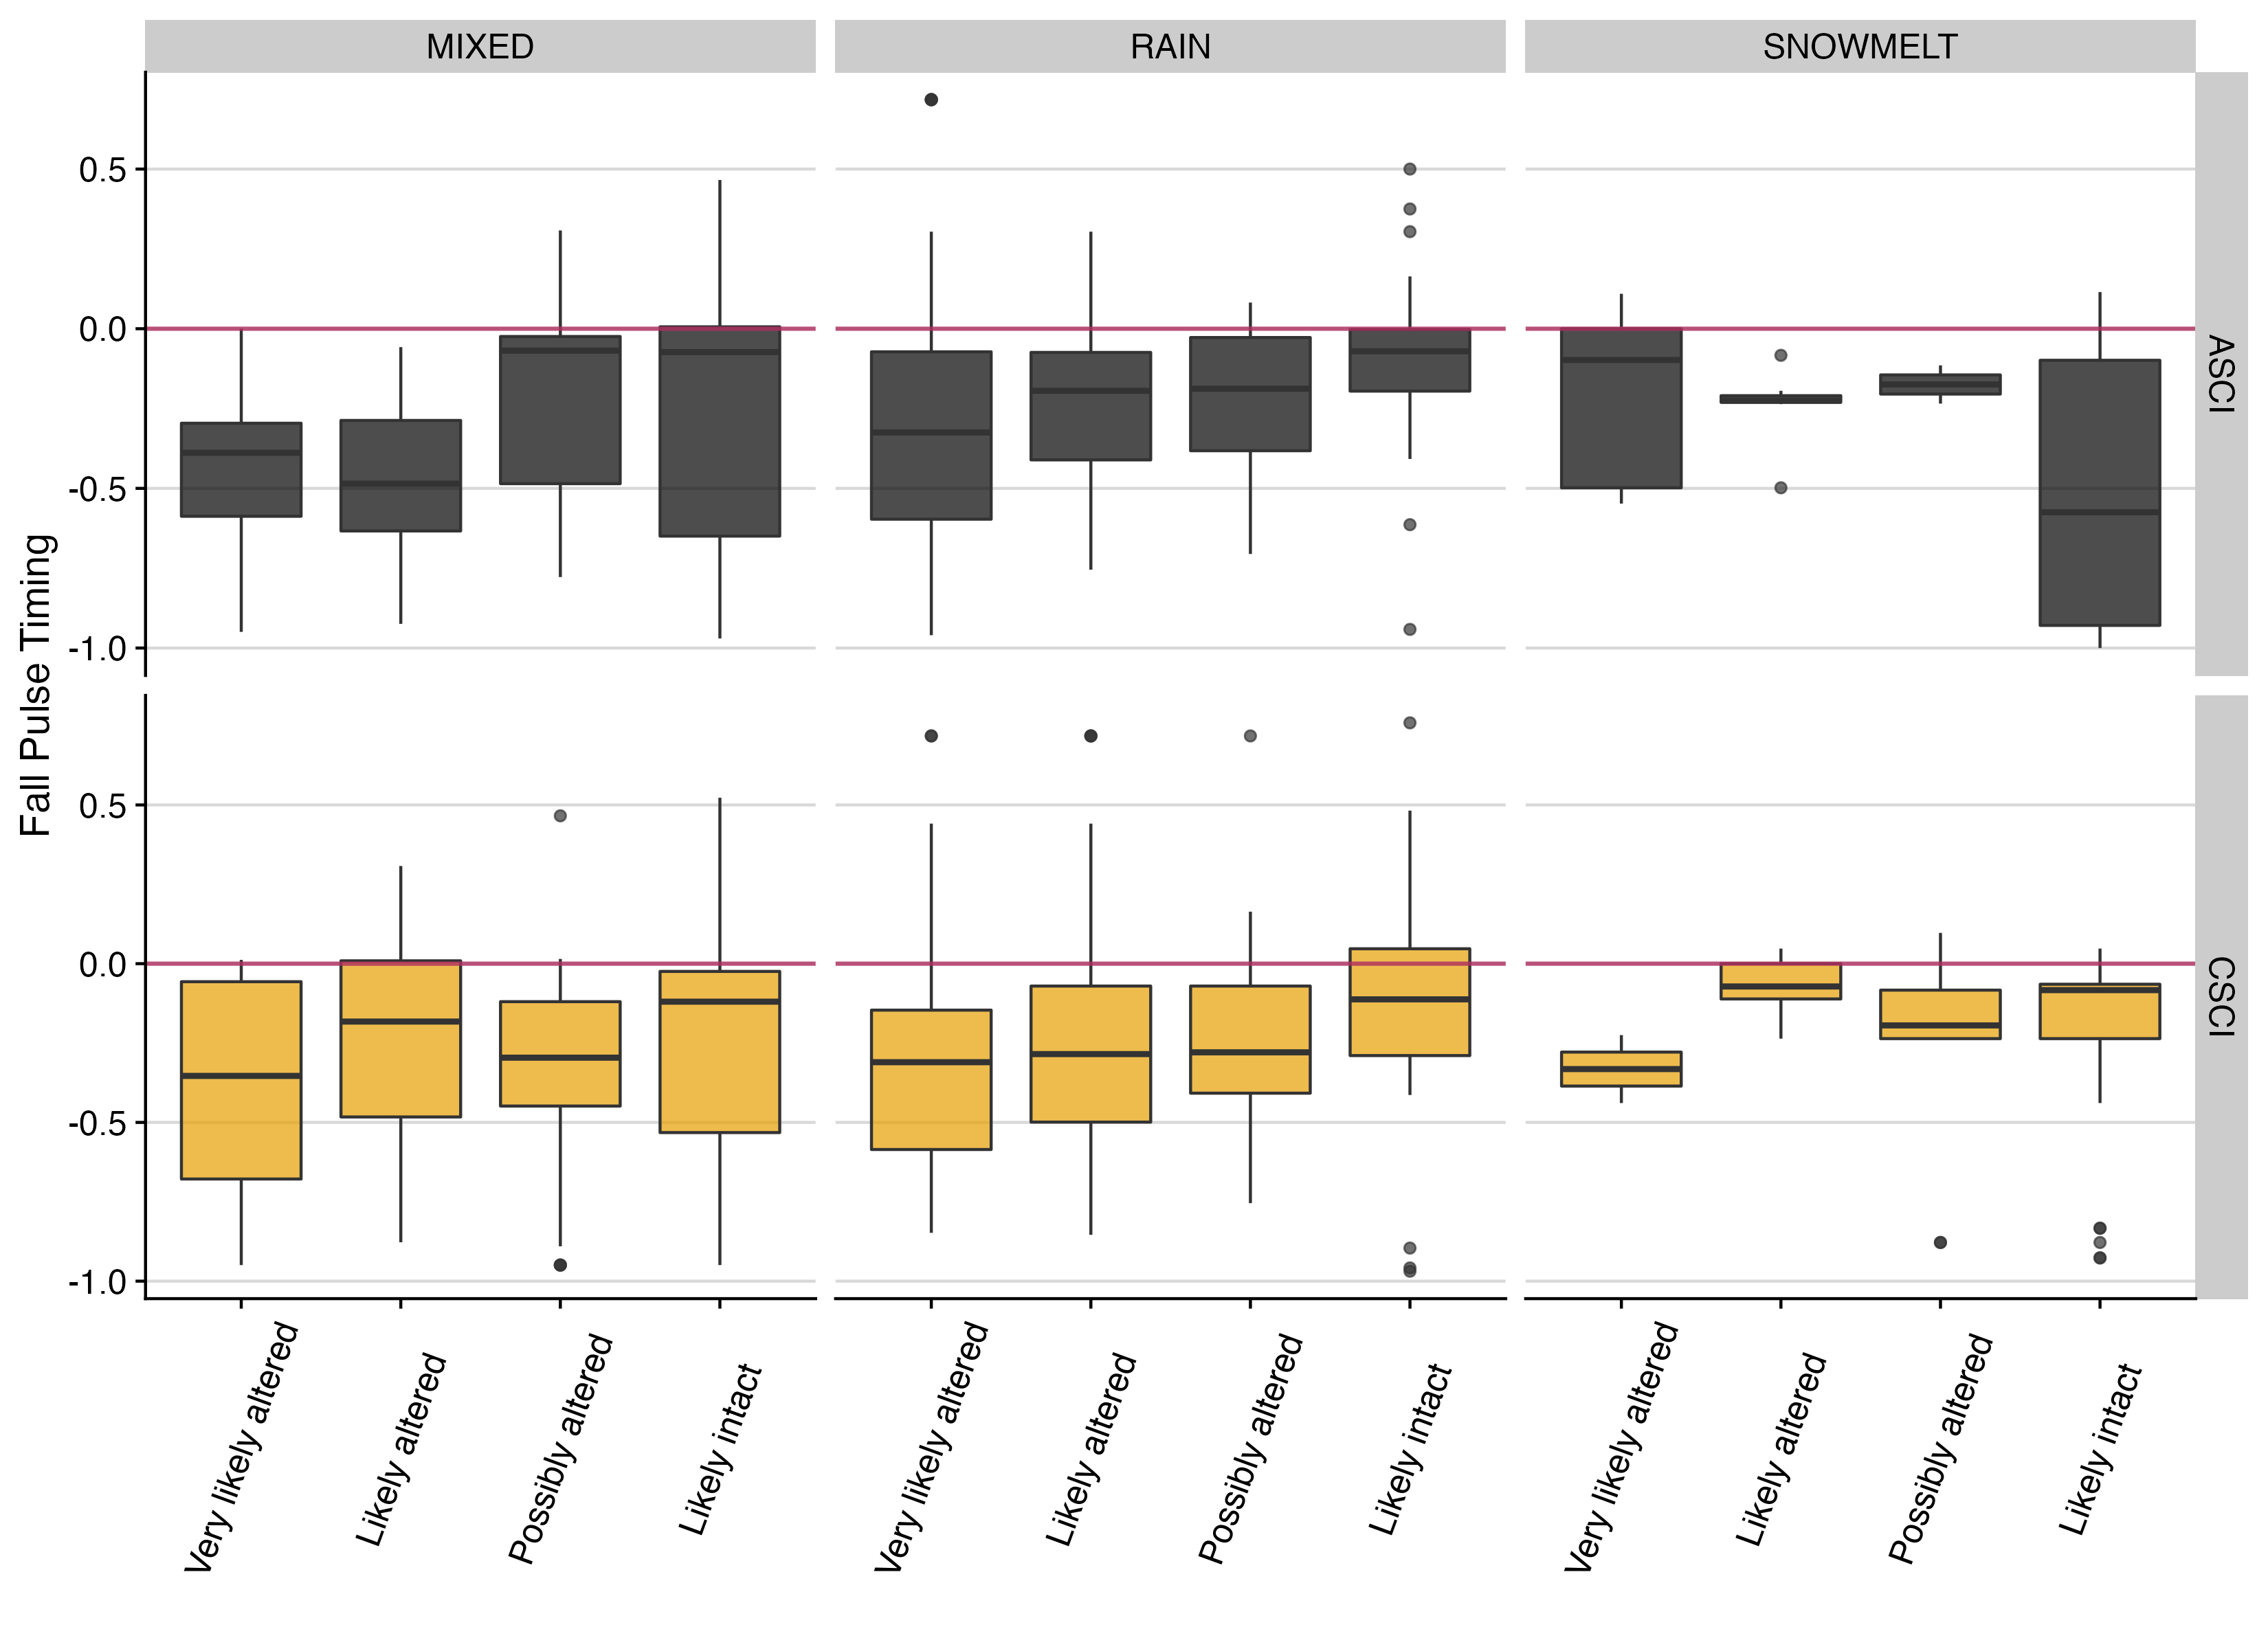 MIXED
RAIN
SNOWMELT
Fall Pulse Timing
0.5
0.0
-0.5
-1.0
ASCI
0.5
0.0
-0.5
-1.0
CSCI
Very likely altered
Likely altered
Possibly altered
Likely intact
Very likely altered
Likely altered
Possibly altered
Likely intact
Very likely altered
Likely altered
Possibly altered
Likely intact